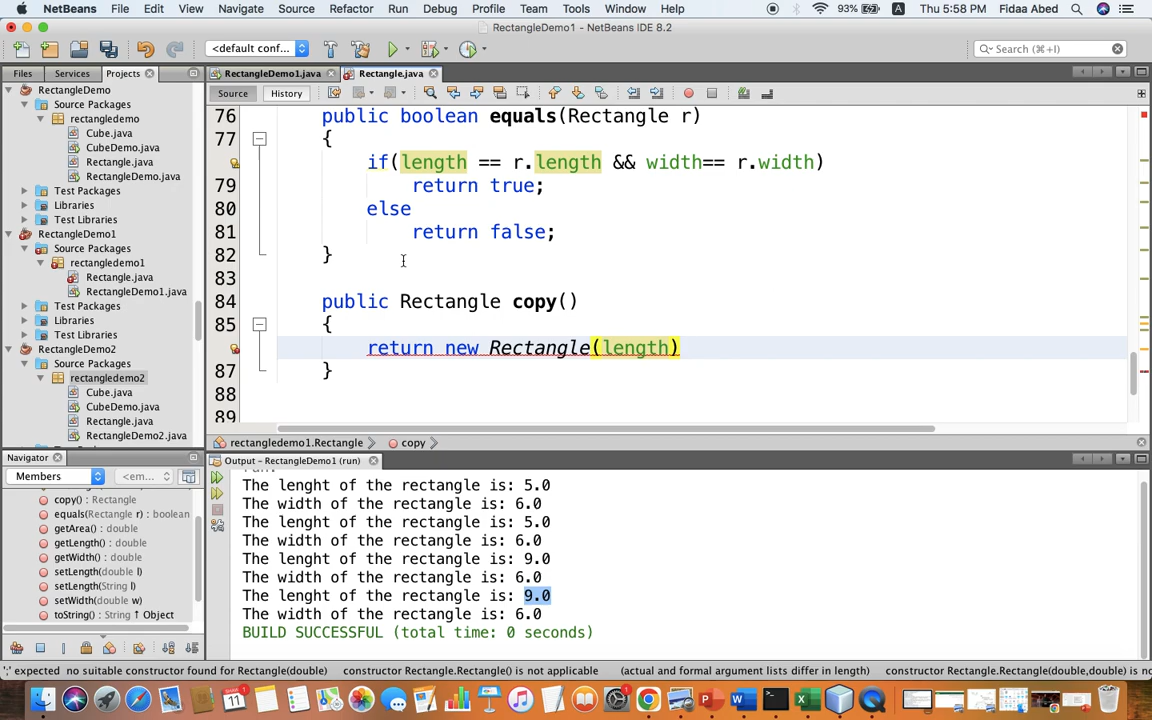 NetBeans File Edit View Navigate Source Refactor Run Debug Profile Team Tools Window Help 93% A Thu 5:58 PM Fidaa Abed
RectangleDemo1 - NetBeans IDE 8.2
<default conf... Search (⌘+I)
Files Services Projects RectangleDemo1.java Rectangle.java
Source History
RectangleDemo
Source Packages
rectangledemo
Cube.java
CubeDemo.java
Rectangle.java
RectangleDemo.java
Test Packages
Libraries
Test Libraries
RectangleDemo1
Source Packages
rectangledemo1
Rectangle.java
RectangleDemo1.java
Test Packages
Libraries
Test Libraries
RectangleDemo2
Source Packages
rectangledemo2
Cube.java
CubeDemo.java
Rectangle.java
RectangleDemo2.java
76 public boolean equals(Rectangle r)
77 {
if(length == r.length && width== r.width)
79 return true;
80 else
81 return false;
82 }
83
84 public Rectangle copy()
85 {
return new Rectangle(length)
87 }
88
89
rectangledemo1.Rectangle copy
Navigator
Members <em...
copy() : Rectangle
equals(Rectangle r) : boolean
getArea() : double
getLength() : double
getWidth() : double
setLength(double l)
setLength(String l)
setWidth(double w)
toString() : String ↑ Object
Output - RectangleDemo1 (run)
run:
The lenght of the rectangle is: 5.0
The width of the rectangle is: 6.0
The lenght of the rectangle is: 5.0
The width of the rectangle is: 6.0
The lenght of the rectangle is: 9.0
The width of the rectangle is: 6.0
The lenght of the rectangle is: 9.0
The width of the rectangle is: 6.0
BUILD SUCCESSFUL (total time: 0 seconds)
';' expected no suitable constructor found for Rectangle(double) constructor Rectangle.Rectangle() is not applicable (actual and formal argument lists differ in length) constructor Rectangle.Rectangle(double,double) is no